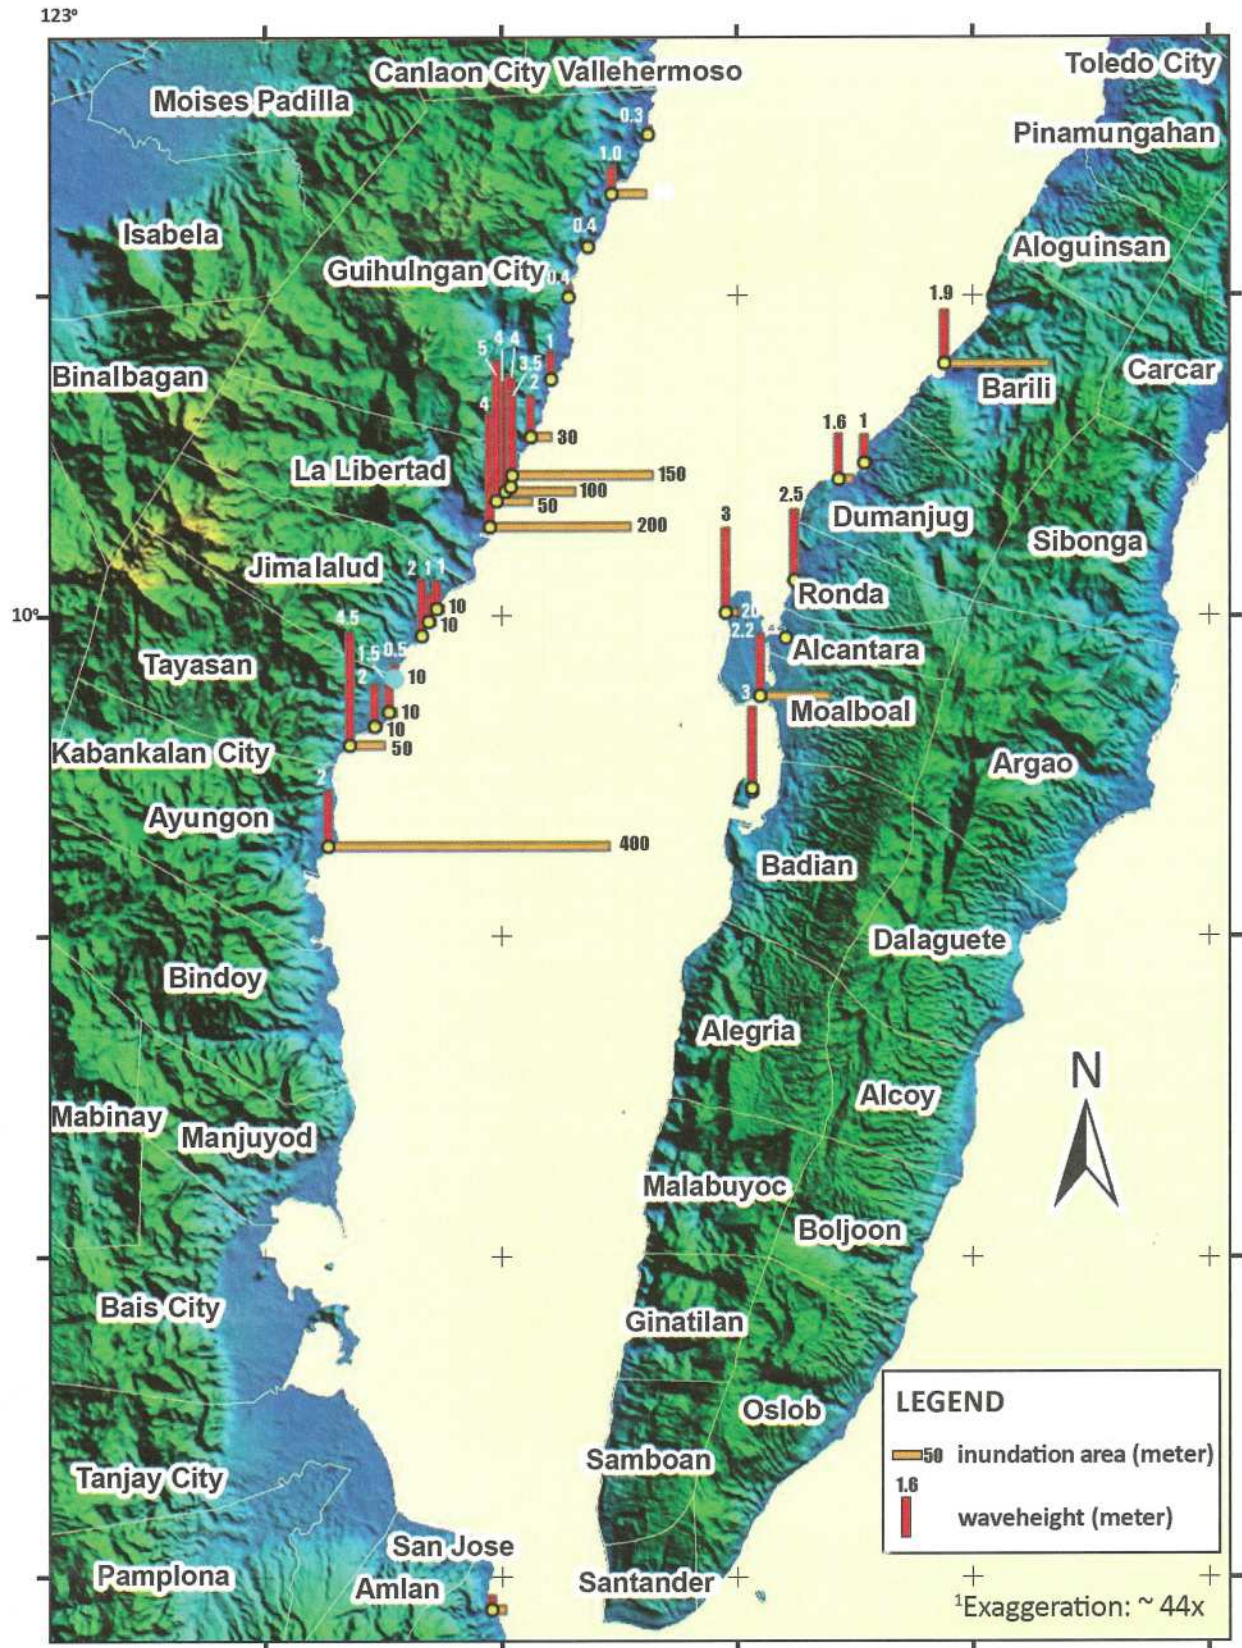 123°
Canlaon City
Vallehermoso
Toledo City
Moises Padilla
0.3
Pinamungahan
1.0
Isabela
0.4
Aloguinsan
Guihulngan City
0.4
1.9
Binalbagan
5
4
4
3.5
1
2
4
Barili
Carcar
30
1.6
1
La Libertad
150
100
50
200
2.5
3
Dumanjug
Sibonga
Jimalalud
2
1
1
10
10
20
Ronda
10°
4.5
1.5
0.5
2
10
10
10
50
2.2
Tayasan
Alcantara
3
Moalboal
Kabankalan City
Argao
2
Ayungon
400
Badian
Bindoy
Dalaguete
Alegria
N
Mabinay
Manjuyod
Alcoy
Malabuyoc
Boljoon
Bais City
Ginatilan
Oslob
Samboan
Tanjay City
San Jose
Pamplona
Amlan
Santander
LEGEND
50 inundation area (meter)
1.6
waveheight (meter)
¹Exaggeration: ~ 44x